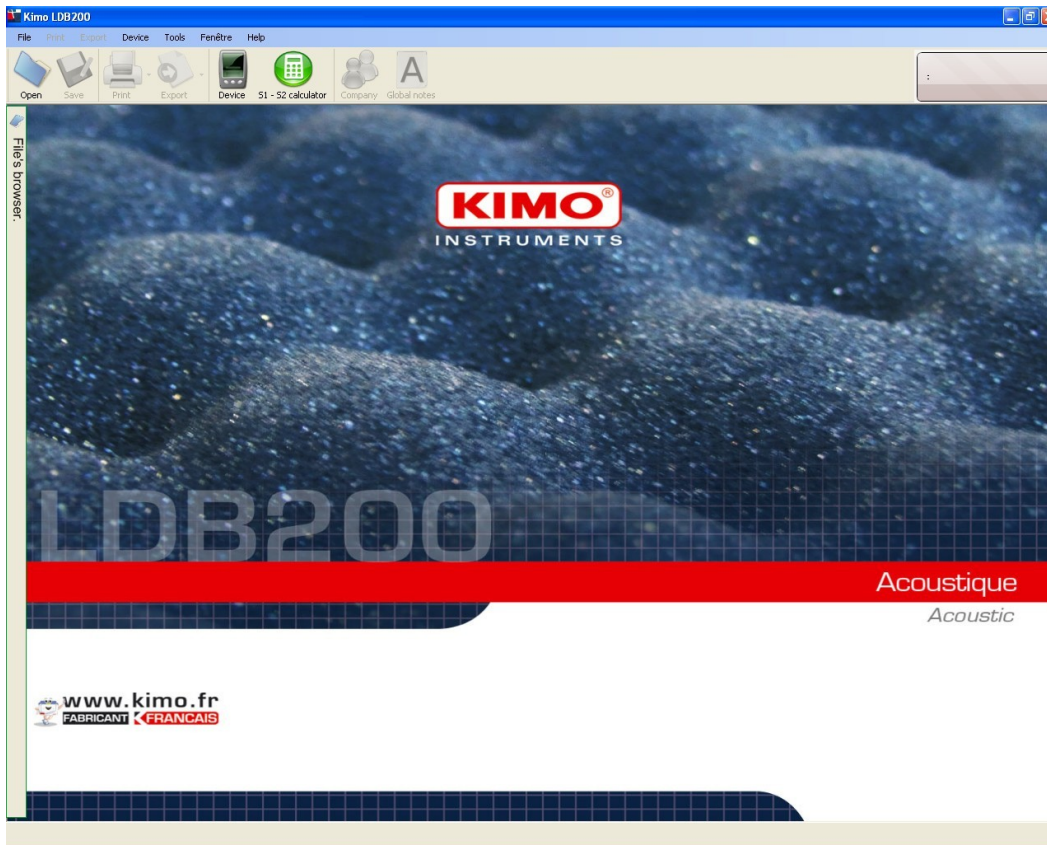 Kimo LDB200
File Print Export Device Tools Fenêtre Help
Open Save Print Export Device S1 - S2 calculator Company Global notes
:
File's browser.
KIMO®
INSTRUMENTS
LDB200
Acoustique
Acoustic
www.kimo.fr
FABRICANT FRANCAIS